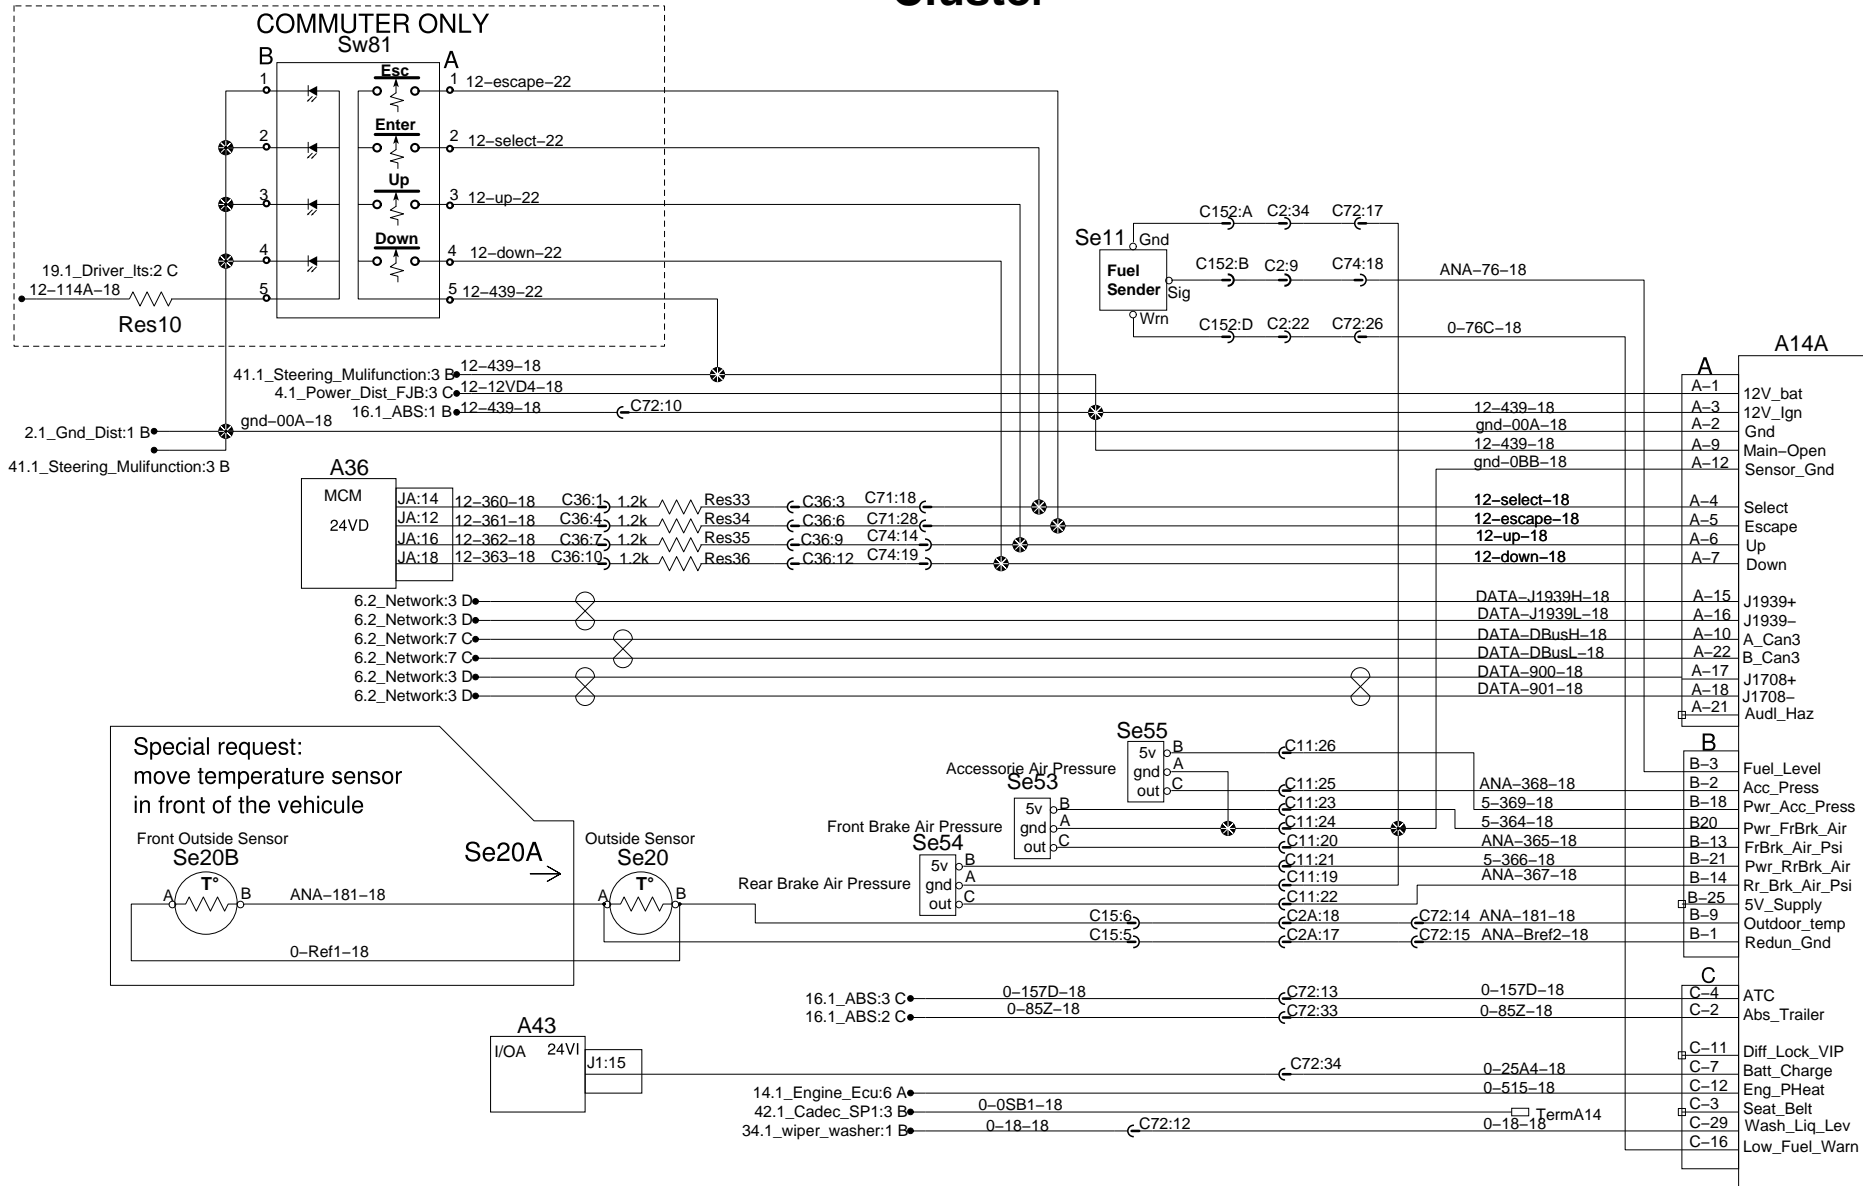 Cluster
COMMUTER ONLY
Sw81
B
A
1
Esc
1
12–escape–22
2
Enter
2
12–select–22
3
Up
3
12–up–22
4
Down
4
12–down–22
19.1_Driver_lts:2 C
12–114A–18
5
5
12–439–22
Res10
Se11
Gnd
Fuel
Sender
Sig
Wrn
C152:A
C2:34
C72:17
C152:B
C2:9
C74:18
ANA–76–18
C152:D
C2:22
C72:26
0–76C–18
A14A
41.1_Steering_Mulifunction:3 B
12–439–18
4.1_Power_Dist_FJB:3 C
12–12VD4–18
16.1_ABS:1 B
12–439–18
C72:10
2.1_Gnd_Dist:1 B
gnd–00A–18
41.1_Steering_Mulifunction:3 B
A
A–1
12V_bat
12–439–18
A–3
12V_Ign
gnd–00A–18
A–2
Gnd
12–439–18
A–9
Main–Open
gnd–0BB–18
A–12
Sensor_Gnd
A36
MCM
24VD
JA:14
12–360–18
C36:1
1.2k
Res33
C36:3
C71:18
12–select–18
A–4
Select
JA:12
12–361–18
C36:4
1.2k
Res34
C36:6
C71:28
12–escape–18
A–5
Escape
JA:16
12–362–18
C36:7
1.2k
Res35
C36:9
C74:14
12–up–18
A–6
Up
JA:18
12–363–18
C36:10
1.2k
Res36
C36:12
C74:19
12–down–18
A–7
Down
6.2_Network:3 D
DATA–J1939H–18
A–15
J1939+
6.2_Network:3 D
DATA–J1939L–18
A–16
J1939–
6.2_Network:7 C
DATA–DBusH–18
A–10
A_Can3
6.2_Network:7 C
DATA–DBusL–18
A–22
B_Can3
6.2_Network:3 D
DATA–900–18
A–17
J1708+
6.2_Network:3 D
DATA–901–18
A–18
J1708–
A–21
Audl_Haz
Special request:
move temperature sensor
in front of the vehicule
Front Outside Sensor
Se20B
T°
A
B
ANA–181–18
0–Ref1–18
Se20A
Outside Sensor
Se20
T°
A
B
Se55
Accessorie Air Pressure
5v
gnd
out
B
A
C
Se53
Front Brake Air Pressure
5v
gnd
out
B
A
C
Se54
Rear Brake Air Pressure
5v
gnd
out
B
A
C
C11:26
C11:25
C11:23
C11:24
C11:20
C11:21
C11:19
C11:22
C15:6
C2A:18
C72:14
C15:5
C2A:17
C72:15
B
B–3
Fuel_Level
ANA–368–18
B–2
Acc_Press
5–369–18
B–18
Pwr_Acc_Press
5–364–18
B20
Pwr_FrBrk_Air
ANA–365–18
B–13
FrBrk_Air_Psi
5–366–18
B–21
Pwr_RrBrk_Air
ANA–367–18
B–14
Rr_Brk_Air_Psi
B–25
5V_Supply
ANA–181–18
B–9
Outdoor_temp
ANA–Bref2–18
B–1
Redun_Gnd
C
16.1_ABS:3 C
0–157D–18
C72:13
0–157D–18
C–4
ATC
16.1_ABS:2 C
0–85Z–18
C72:33
0–85Z–18
C–2
Abs_Trailer
A43
I/OA
24VI
J1:15
C–11
Diff_Lock_VIP
C72:34
0–25A4–18
C–7
Batt_Charge
14.1_Engine_Ecu:6 A
0–515–18
C–12
Eng_PHeat
42.1_Cadec_SP1:3 B
0–0SB1–18
TermA14
C–3
Seat_Belt
34.1_wiper_washer:1 B
0–18–18
C72:12
0–18–18
C–29
Wash_Liq_Lev
C–16
Low_Fuel_Warn